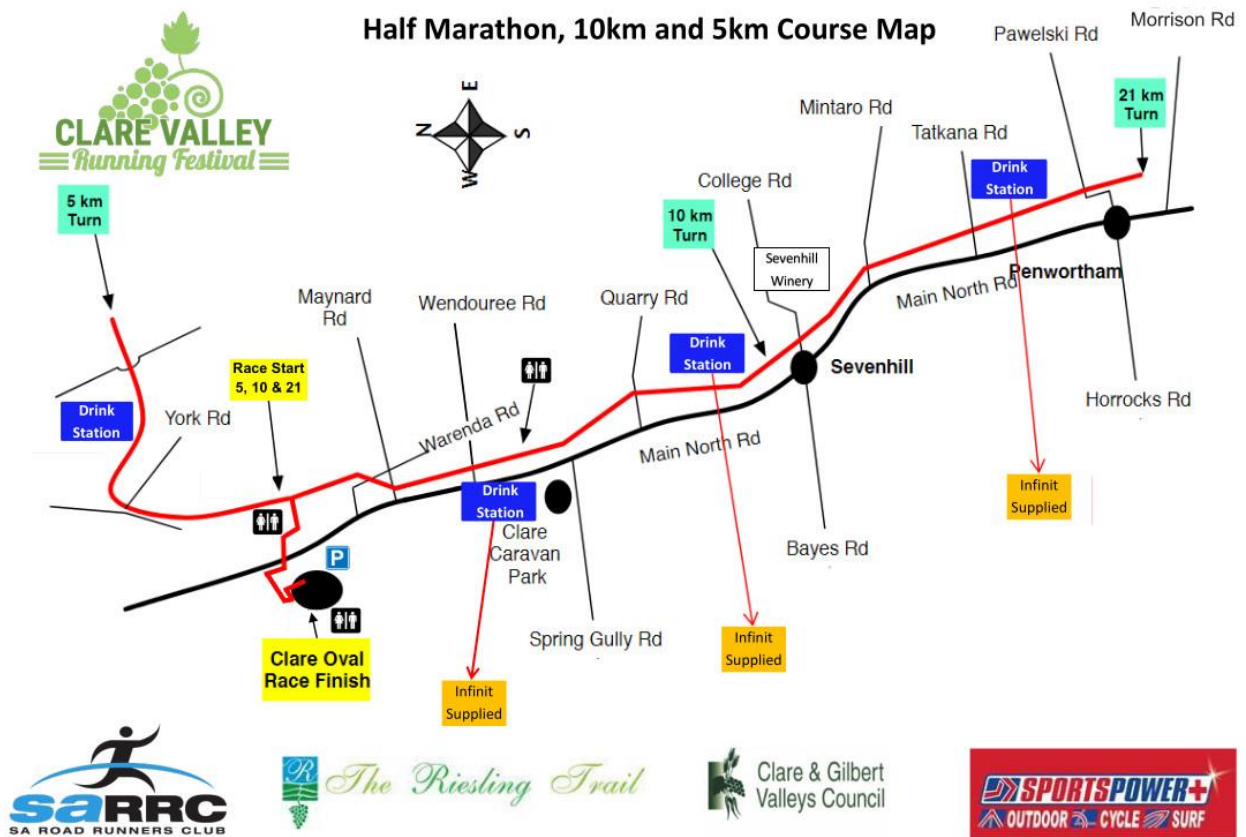 Half Marathon, 10km and 5km Course Map
Morrison Rd
Pawelski Rd
CLARE VALLEY
Running Festival
E
N
S
W
21 km
Turn
Mintaro Rd
Tatkana Rd
Drink
Station
College Rd
5 km
Turn
10 km
Turn
Sevenhill
Winery
Penwortham
Main North Rd
Maynard
Rd
Wendouree Rd
Quarry Rd
Drink
Station
Sevenhill
Race Start
5, 10 & 21
Horrocks Rd
Drink
Station
York Rd
Warenda Rd
Main North Rd
Drink
Station
Infinit
Supplied
Clare
Caravan
Park
Bayes Rd
P
Spring Gully Rd
Infinit
Supplied
Clare Oval
Race Finish
Infinit
Supplied
saRRC
SA ROAD RUNNERS CLUB
R
The Riesling Trail
Clare & Gilbert
Valleys Council
SPORTSPOWER+
OUTDOOR CYCLE SURF